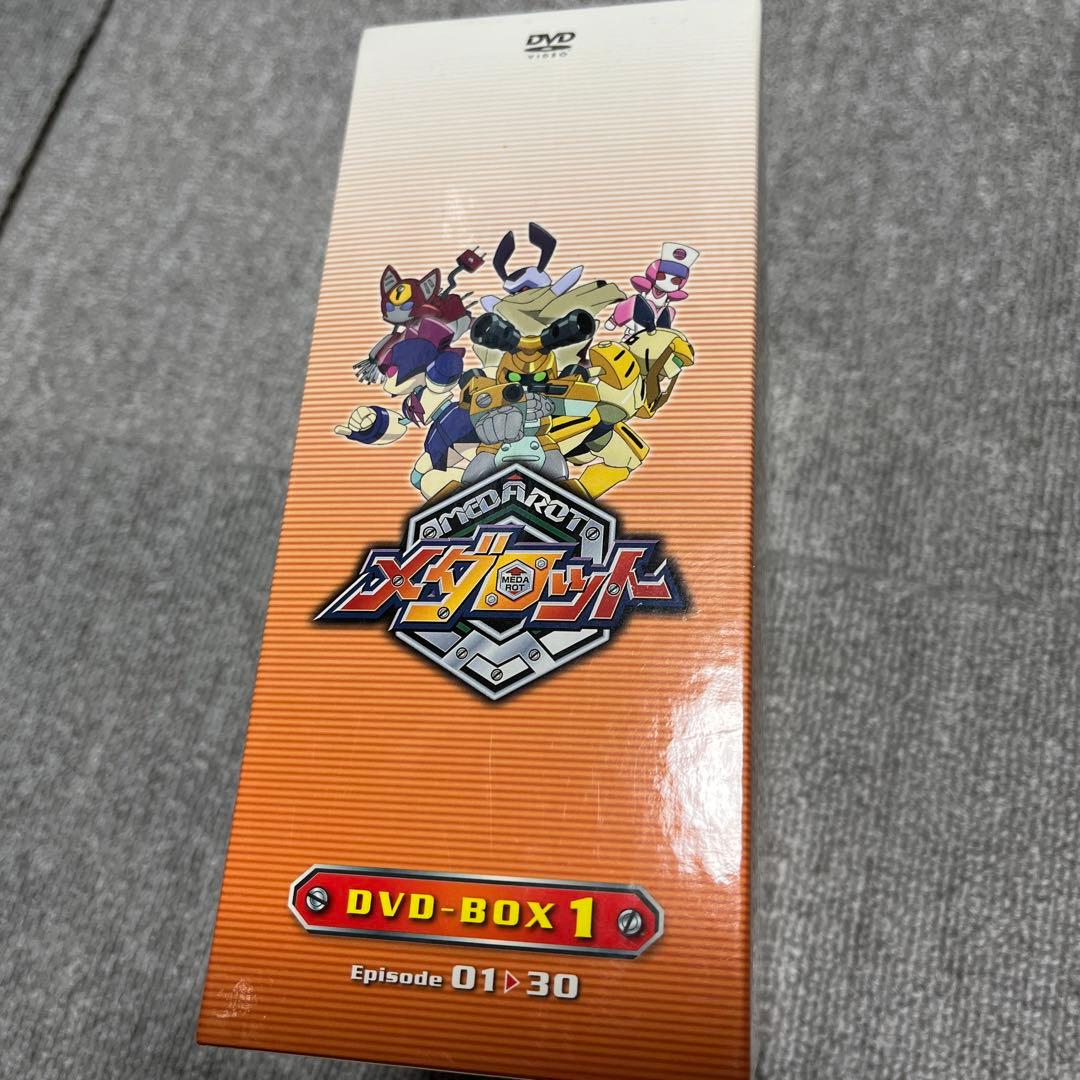 DVD
VIDEO
MEDAROT
メダロット
MEDA
ROT
DVD-BOX 1
Episode 01▶30